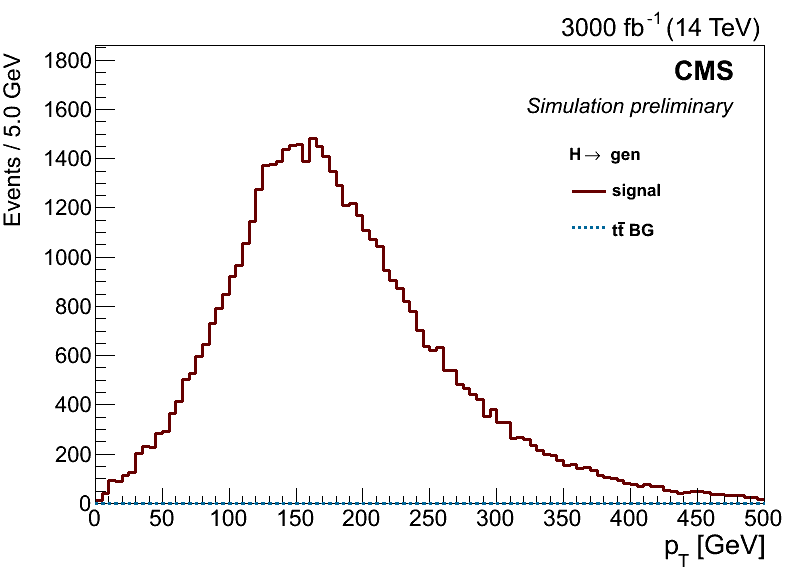 3000 fb⁻¹ (14 TeV)
CMS
Simulation preliminary
H→ gen
signal
tt̄ BG
Events / 5.0 GeV
1800
1600
1400
1200
1000
800
600
400
200
0
0 50 100 150 200 250 300 350 400 450 500
p_T [GeV]